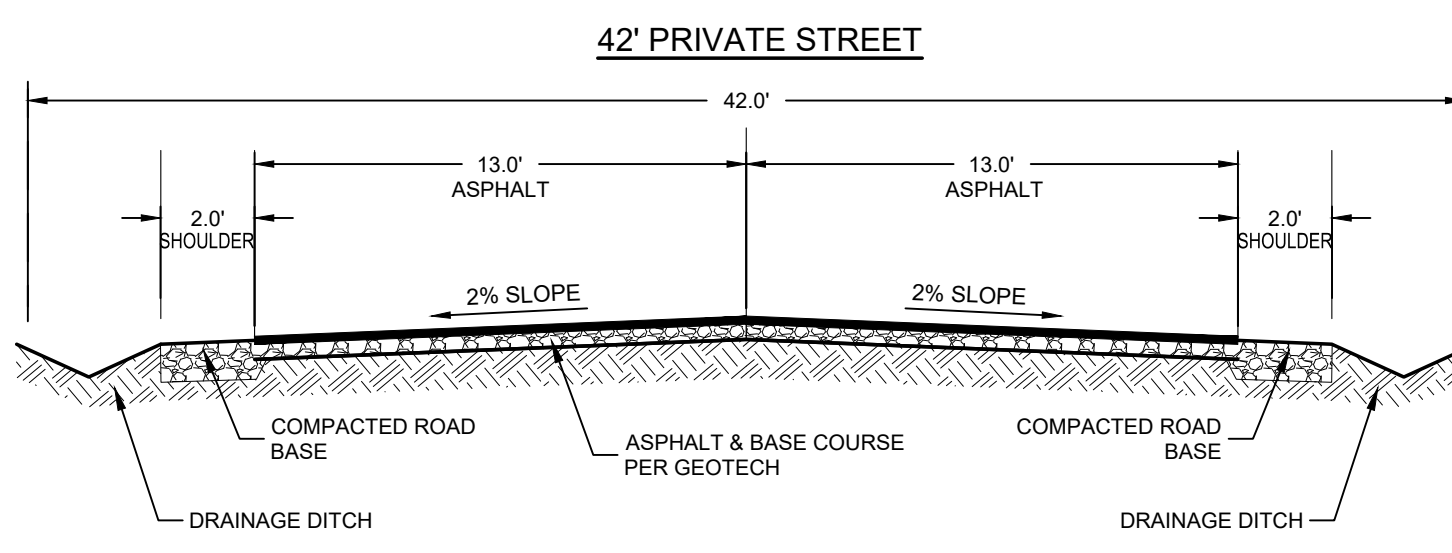 42' PRIVATE STREET
42.0'
13.0'
ASPHALT
13.0'
ASPHALT
2.0'
SHOULDER
2.0'
SHOULDER
2% SLOPE
2% SLOPE
COMPACTED ROAD
BASE
ASPHALT & BASE COURSE
PER GEOTECH
COMPACTED ROAD
BASE
DRAINAGE DITCH
DRAINAGE DITCH